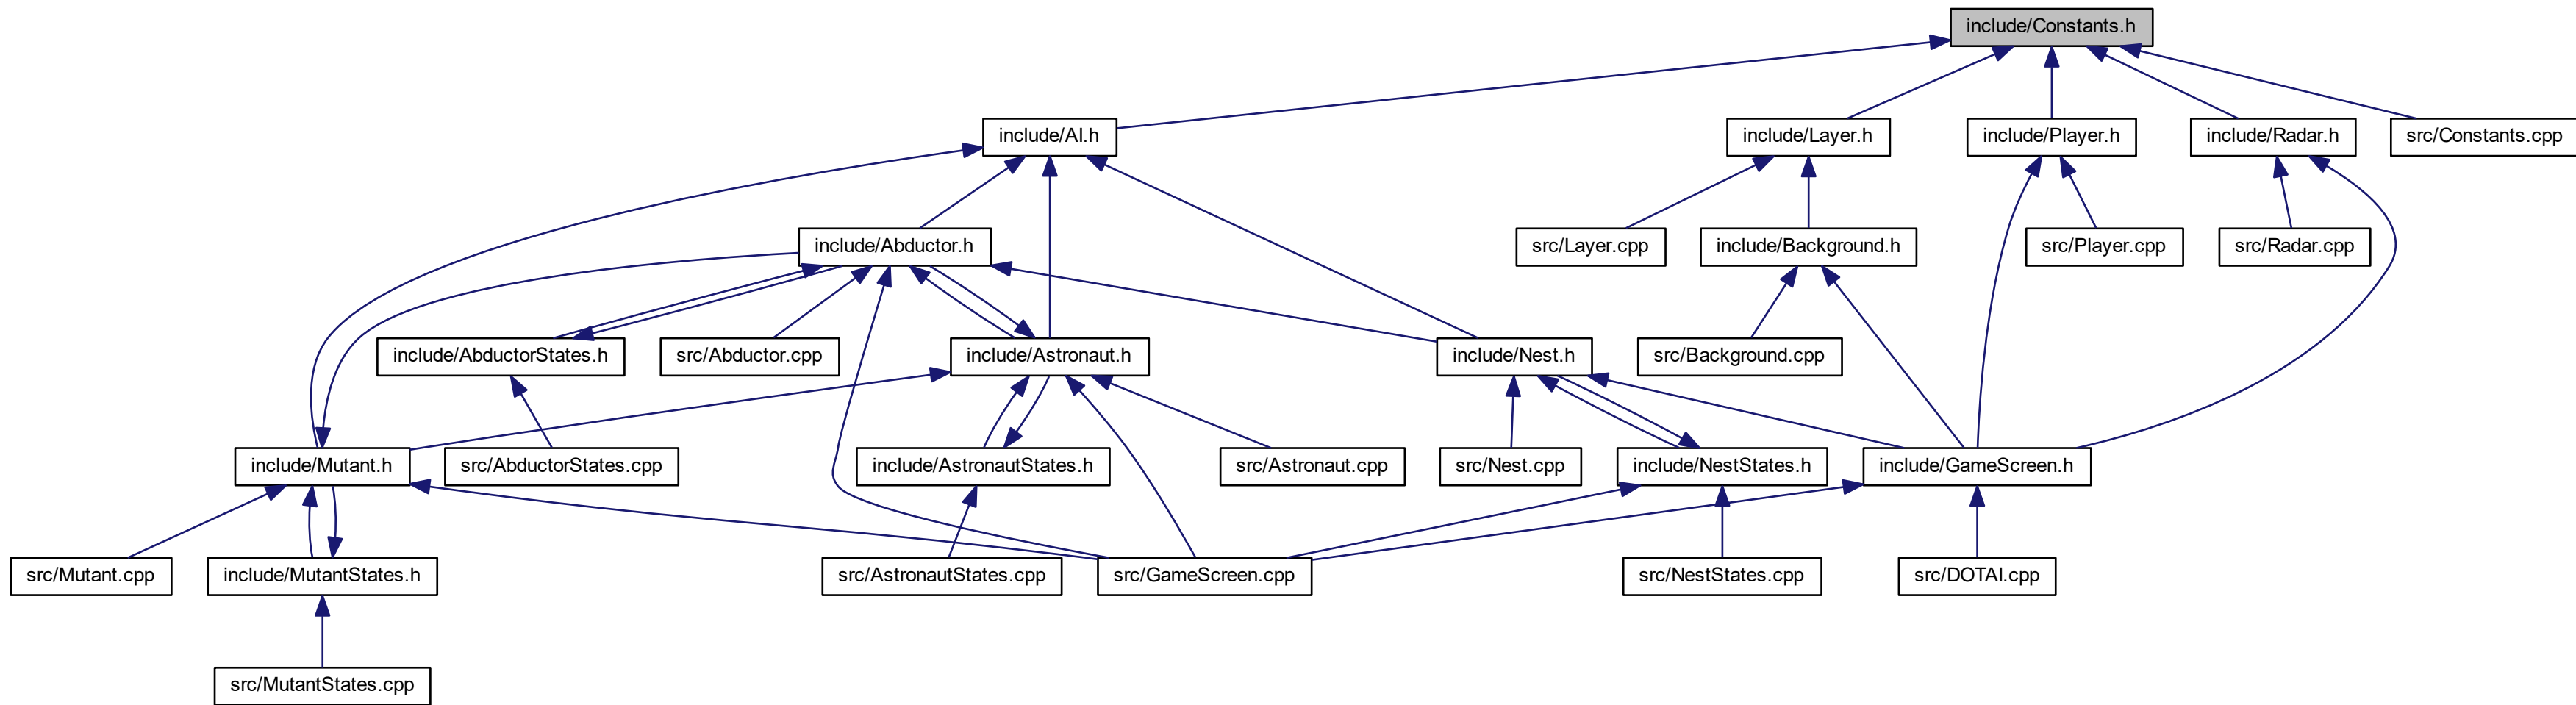 include/Constants.h
include/AI.h
include/Layer.h
include/Player.h
include/Radar.h
src/Constants.cpp
include/Abductor.h
src/Layer.cpp
include/Background.h
src/Player.cpp
src/Radar.cpp
include/AbductorStates.h
src/Abductor.cpp
include/Astronaut.h
include/Nest.h
src/Background.cpp
include/Mutant.h
src/AbductorStates.cpp
include/AstronautStates.h
src/Astronaut.cpp
src/Nest.cpp
include/NestStates.h
include/GameScreen.h
src/Mutant.cpp
include/MutantStates.h
src/AstronautStates.cpp
src/GameScreen.cpp
src/NestStates.cpp
src/DOTAI.cpp
src/MutantStates.cpp